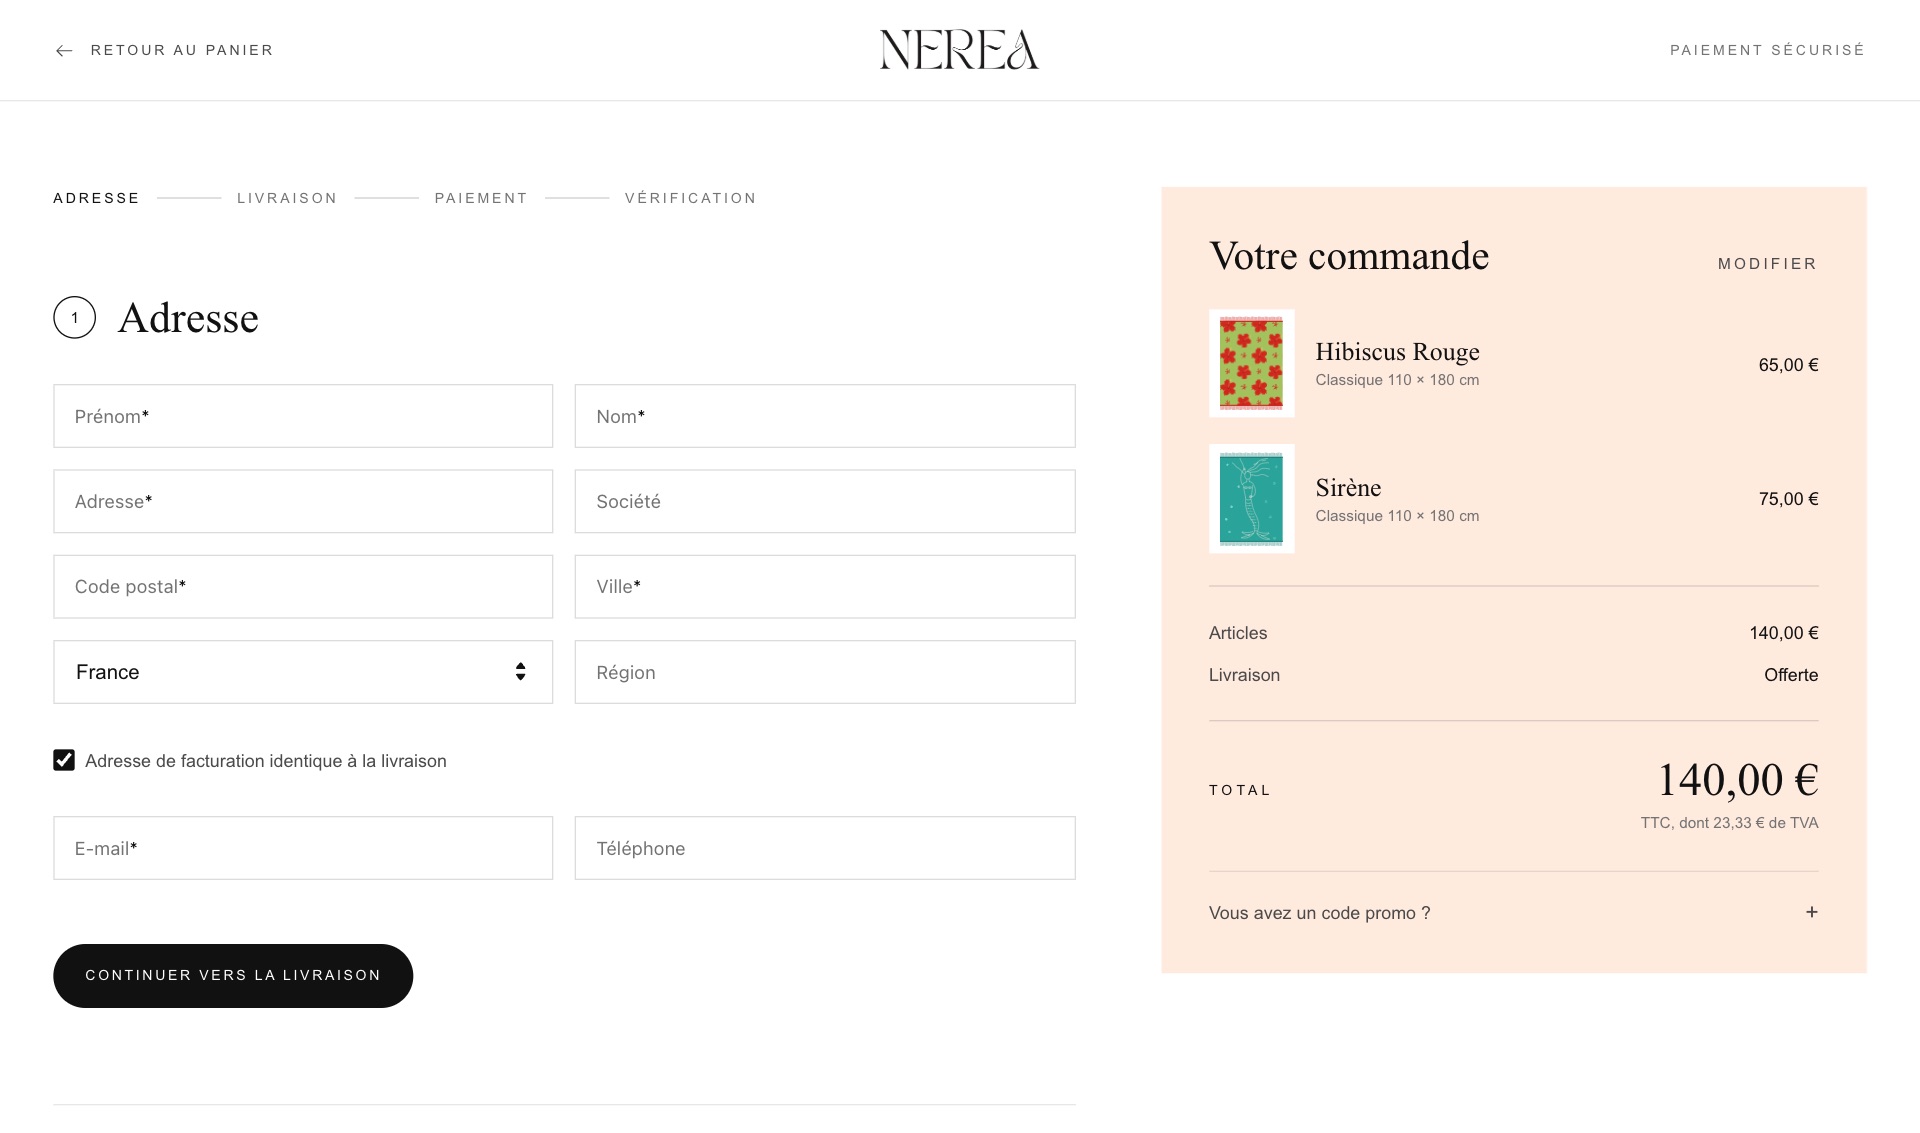 ← RETOUR AU PANIER
NEREA
PAIEMENT SÉCURISÉ
ADRESSE
LIVRAISON
PAIEMENT
VÉRIFICATION
1 Adresse
Prénom*
Nom*
Adresse*
Société
Code postal*
Ville*
France
Région
Adresse de facturation identique à la livraison
E-mail*
Téléphone
CONTINUER VERS LA LIVRAISON
Votre commande
MODIFIER
Hibiscus Rouge
Classique 110 × 180 cm
65,00 €
Sirène
Classique 110 × 180 cm
75,00 €
Articles 140,00 €
Livraison Offerte
TOTAL 140,00 €
TTC, dont 23,33 € de TVA
Vous avez un code promo ? +